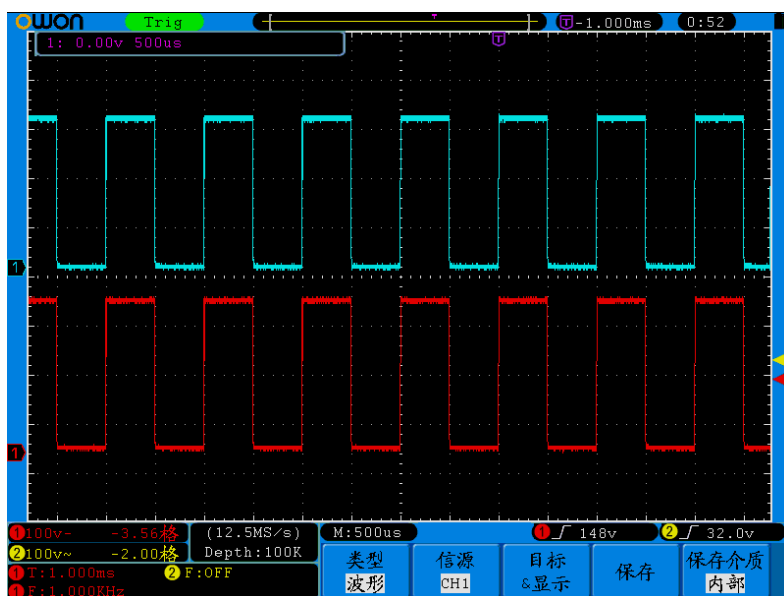 owon Trig T -1.000ms 0:52
1: 0.00v 500us
T
1
1
1 100v- -3.56格 (12.5MS/s) M:500us 1 148v 2 32.0v
2 100v~ -2.00格 Depth:100K
1 T:1.000ms 2 F:OFF
1 F:1.000KHz
类型 信源 目标 保存 保存介质
波形 CH1 &显示 内部